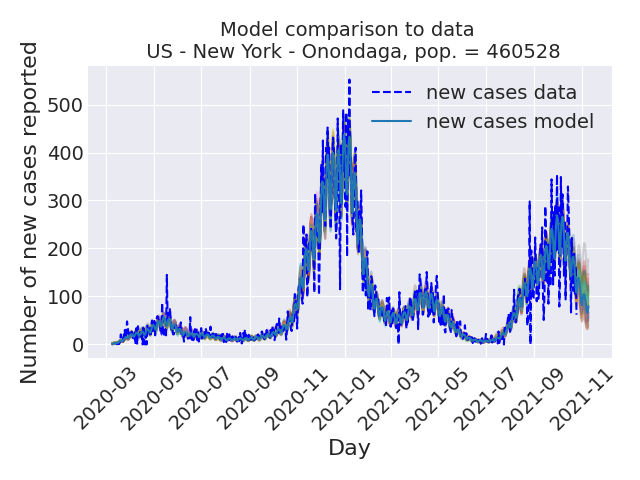 Model comparison to data
US - New York - Onondaga, pop. = 460528
Number of new cases reported
500
400
300
200
100
0
new cases data
new cases model
2020-03
2020-05
2020-07
2020-09
2020-11
2021-01
2021-03
2021-05
2021-07
2021-09
2021-11
Day